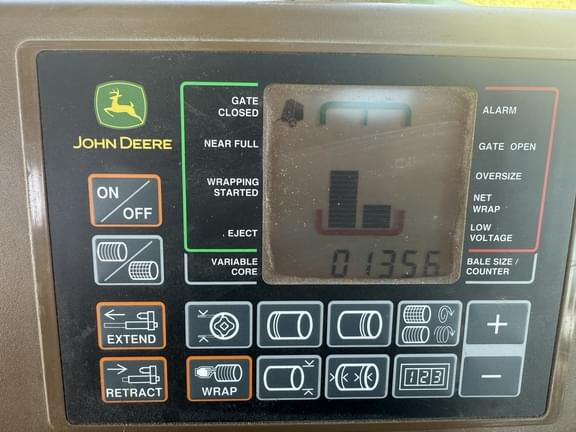 JOHN DEERE
ON
OFF
EXTEND
RETRACT
GATE
CLOSED
NEAR FULL
WRAPPING
STARTED
EJECT
VARIABLE
CORE
01356
ALARM
GATE OPEN
OVERSIZE
NET
WRAP
LOW
VOLTAGE
BALE SIZE /
COUNTER
WRAP
123
+
−